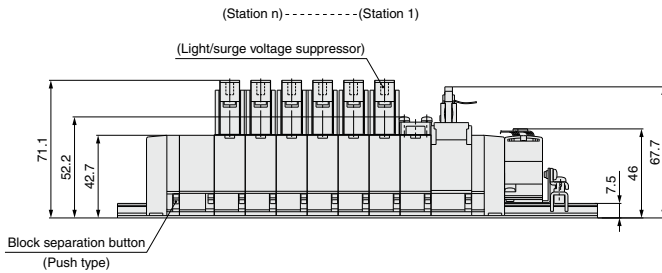 (Station n)
(Station 1)
(Light/surge voltage suppressor)
71.1
52.2
42.7
7.5
46
67.7
Block separation button
(Push type)